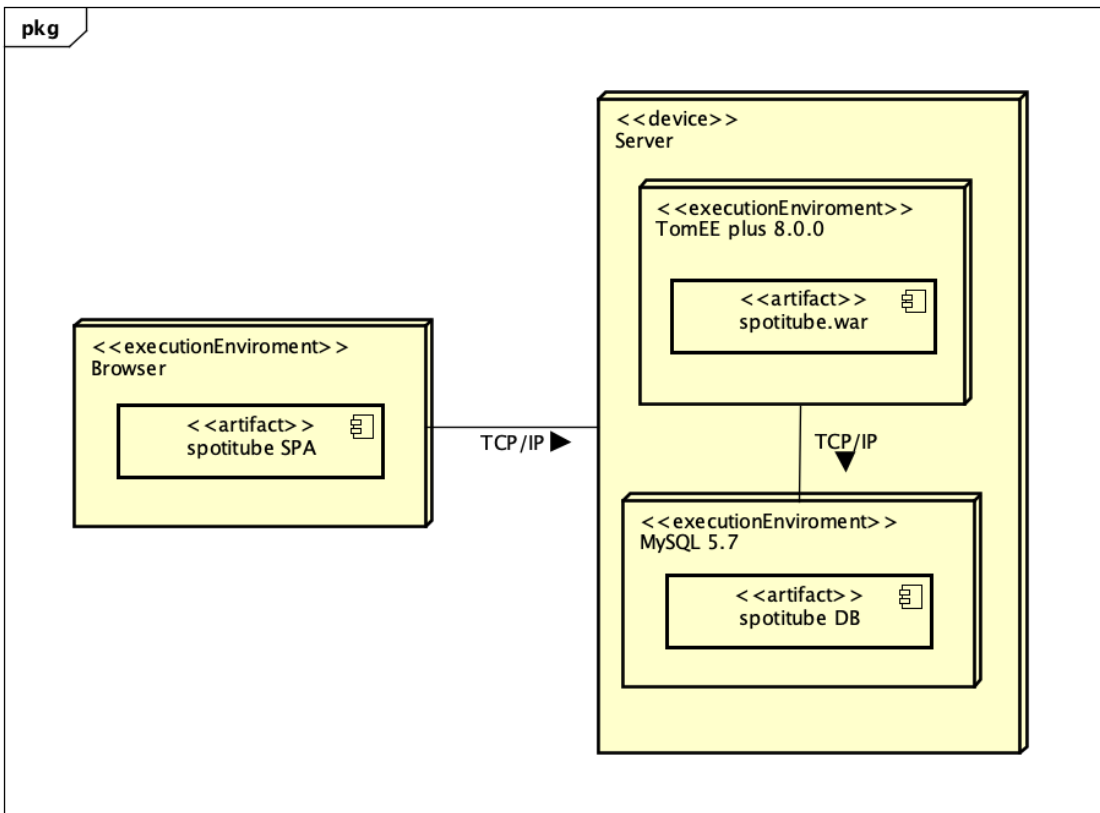 pkg
<<device>>
Server
<<executionEnviroment>>
TomEE plus 8.0.0
<<artifact>>
spotitube.war
<<executionEnviroment>>
Browser
<<artifact>>
spotitube SPA
TCP/IP
TCP/IP
<<executionEnviroment>>
MySQL 5.7
<<artifact>>
spotitube DB